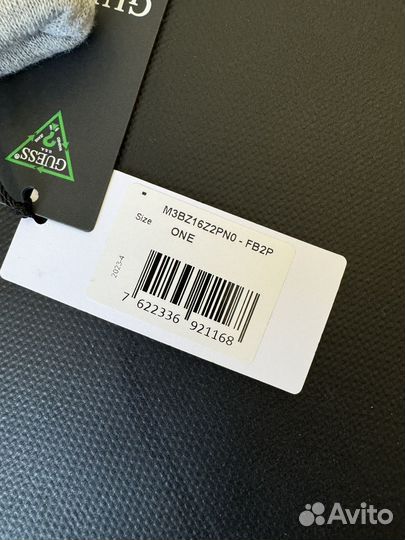 GUESS
U.S.A.
M3BZ16Z2PN0 - FB2P
Size
ONE
2023-4
7 622336 921168
Avito